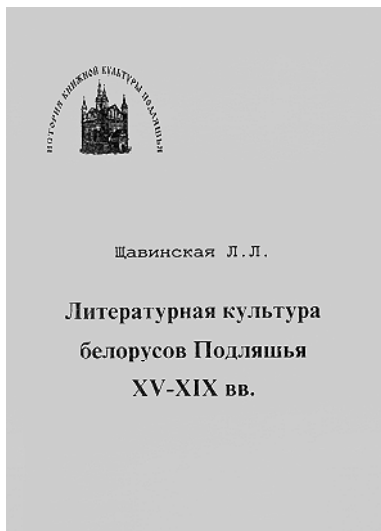 ИСТОРИЯ КНИЖНОЙ КУЛЬТУРЫ ПОДЛЯШЬЯ
Щавинская Л.Л.
Литературная культура
белорусов Подляшья
XV-XIX вв.